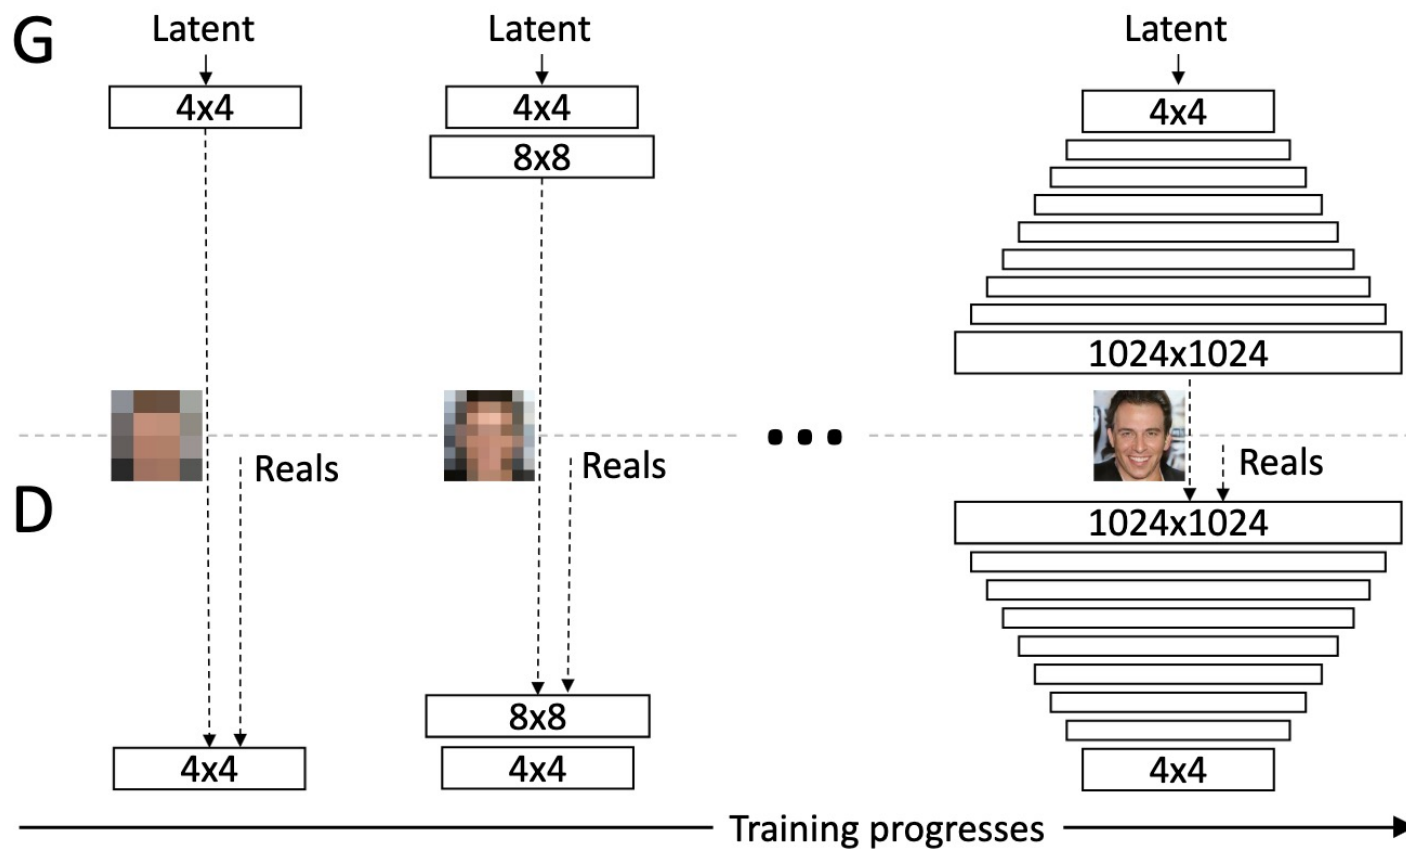 G
Latent
Latent
Latent
4x4
4x4
4x4
8x8
1024x1024
Reals
Reals
Reals
D
1024x1024
8x8
4x4
4x4
4x4
Training progresses